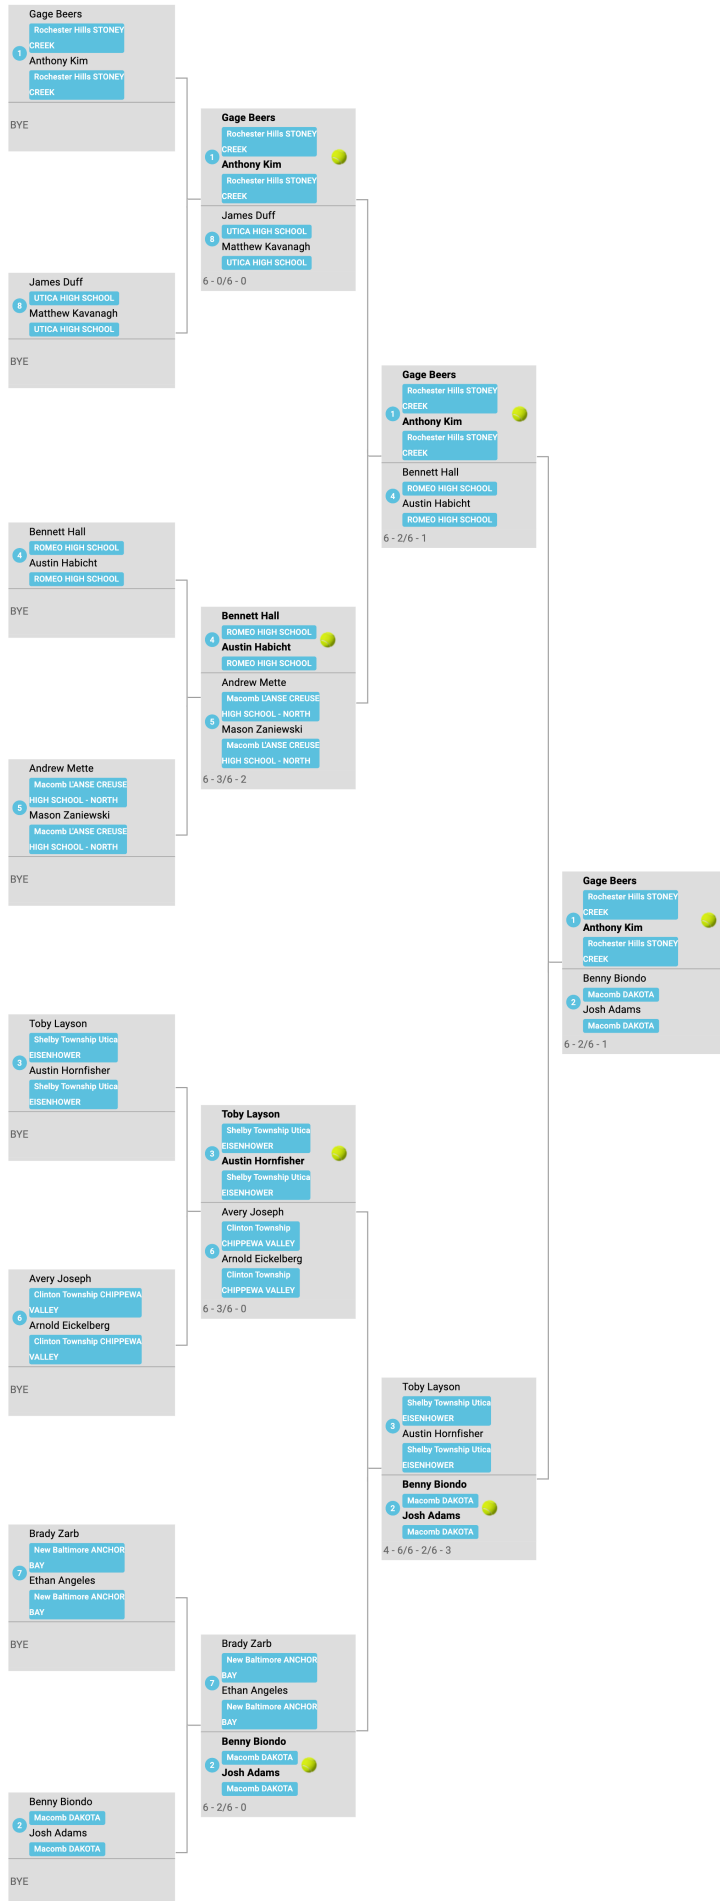 Gage Beers
Rochester Hills STONEY
CREEK
1
Anthony Kim
Rochester Hills STONEY
CREEK
BYE
James Duff
UTICA HIGH SCHOOL
8
Matthew Kavanagh
UTICA HIGH SCHOOL
BYE
Bennett Hall
ROMEO HIGH SCHOOL
4
Austin Habicht
ROMEO HIGH SCHOOL
BYE
Andrew Mette
Macomb L'ANSE CREUSE
HIGH SCHOOL - NORTH
5
Mason Zaniewski
Macomb L'ANSE CREUSE
HIGH SCHOOL - NORTH
BYE
Toby Layson
Shelby Township Utica
EISENHOWER
3
Austin Hornfisher
Shelby Township Utica
EISENHOWER
BYE
Avery Joseph
Clinton Township CHIPPEWA
VALLEY
6
Arnold Eickelberg
Clinton Township CHIPPEWA
VALLEY
BYE
Brady Zarb
New Baltimore ANCHOR
BAY
7
Ethan Angeles
New Baltimore ANCHOR
BAY
BYE
Benny Biondo
Macomb DAKOTA
2
Josh Adams
Macomb DAKOTA
BYE
Gage Beers
Rochester Hills STONEY
CREEK
1
Anthony Kim
Rochester Hills STONEY
CREEK
James Duff
UTICA HIGH SCHOOL
8
Matthew Kavanagh
UTICA HIGH SCHOOL
6 - 0/6 - 0
Bennett Hall
ROMEO HIGH SCHOOL
4
Austin Habicht
ROMEO HIGH SCHOOL
Andrew Mette
Macomb L'ANSE CREUSE
HIGH SCHOOL - NORTH
5
Mason Zaniewski
Macomb L'ANSE CREUSE
HIGH SCHOOL - NORTH
6 - 3/6 - 2
Toby Layson
Shelby Township Utica
EISENHOWER
3
Austin Hornfisher
Shelby Township Utica
EISENHOWER
Avery Joseph
Clinton Township
CHIPPEWA VALLEY
6
Arnold Eickelberg
Clinton Township
CHIPPEWA VALLEY
6 - 3/6 - 0
Brady Zarb
New Baltimore ANCHOR
BAY
7
Ethan Angeles
New Baltimore ANCHOR
BAY
Benny Biondo
Macomb DAKOTA
2
Josh Adams
Macomb DAKOTA
6 - 2/6 - 0
Gage Beers
Rochester Hills STONEY
CREEK
1
Anthony Kim
Rochester Hills STONEY
CREEK
Bennett Hall
ROMEO HIGH SCHOOL
4
Austin Habicht
ROMEO HIGH SCHOOL
6 - 2/6 - 1
Toby Layson
Shelby Township Utica
EISENHOWER
3
Austin Hornfisher
Shelby Township Utica
EISENHOWER
Benny Biondo
Macomb DAKOTA
2
Josh Adams
Macomb DAKOTA
4 - 6/6 - 2/6 - 3
Gage Beers
Rochester Hills STONEY
CREEK
1
Anthony Kim
Rochester Hills STONEY
CREEK
Benny Biondo
Macomb DAKOTA
2
Josh Adams
Macomb DAKOTA
6 - 2/6 - 1